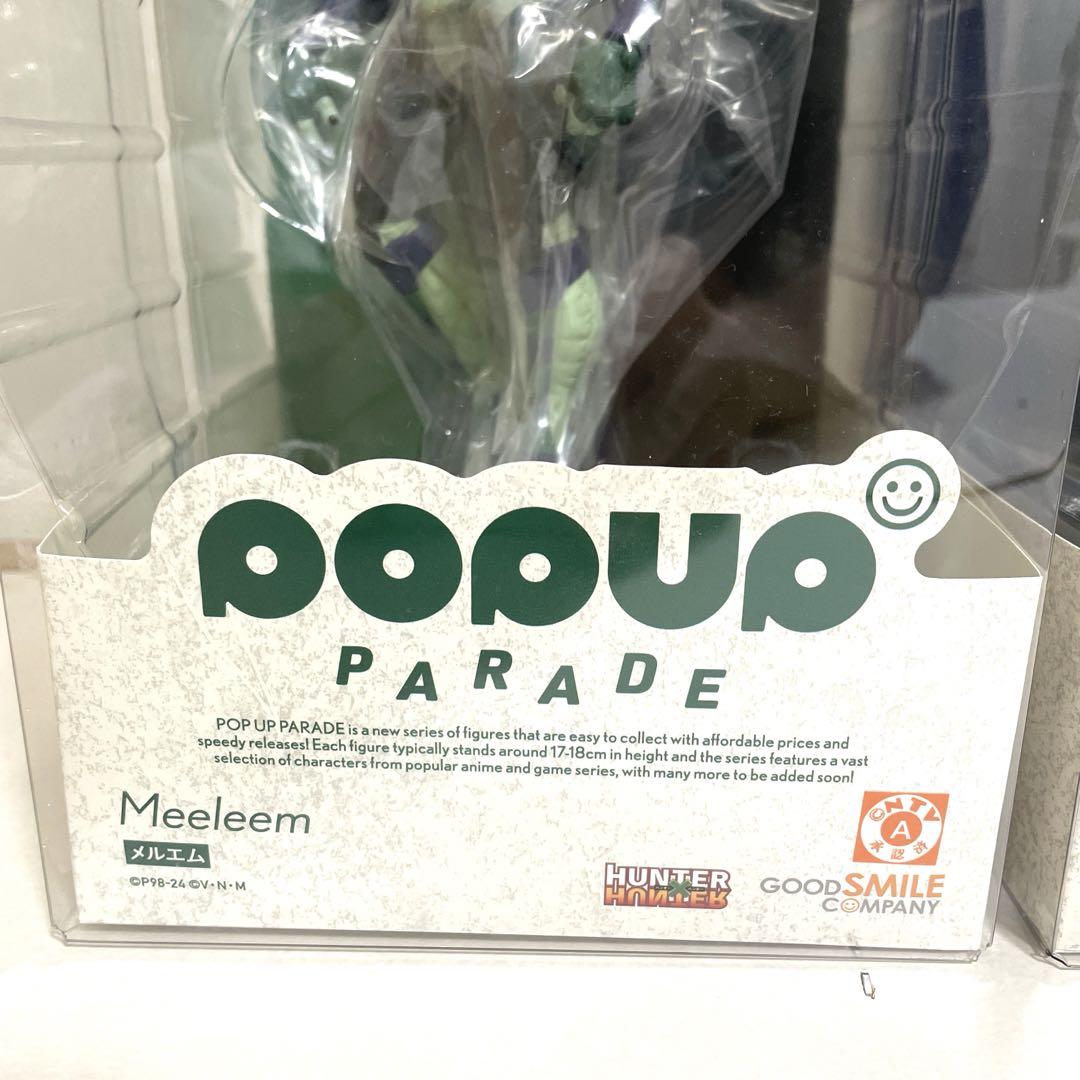 POPUP
PARADE
POP UP PARADE is a new series of figures that are easy to collect with affordable prices and
speedy releases! Each figure typically stands around 17-18cm in height and the series features a vast
selection of characters from popular anime and game series, with many more to be added soon!
Meeleem
メルエム
©P98-24 ©V・N・M
HUNTER
×
HUNTER
GOOD SMILE
COMPANY
©NTV
A
承認許